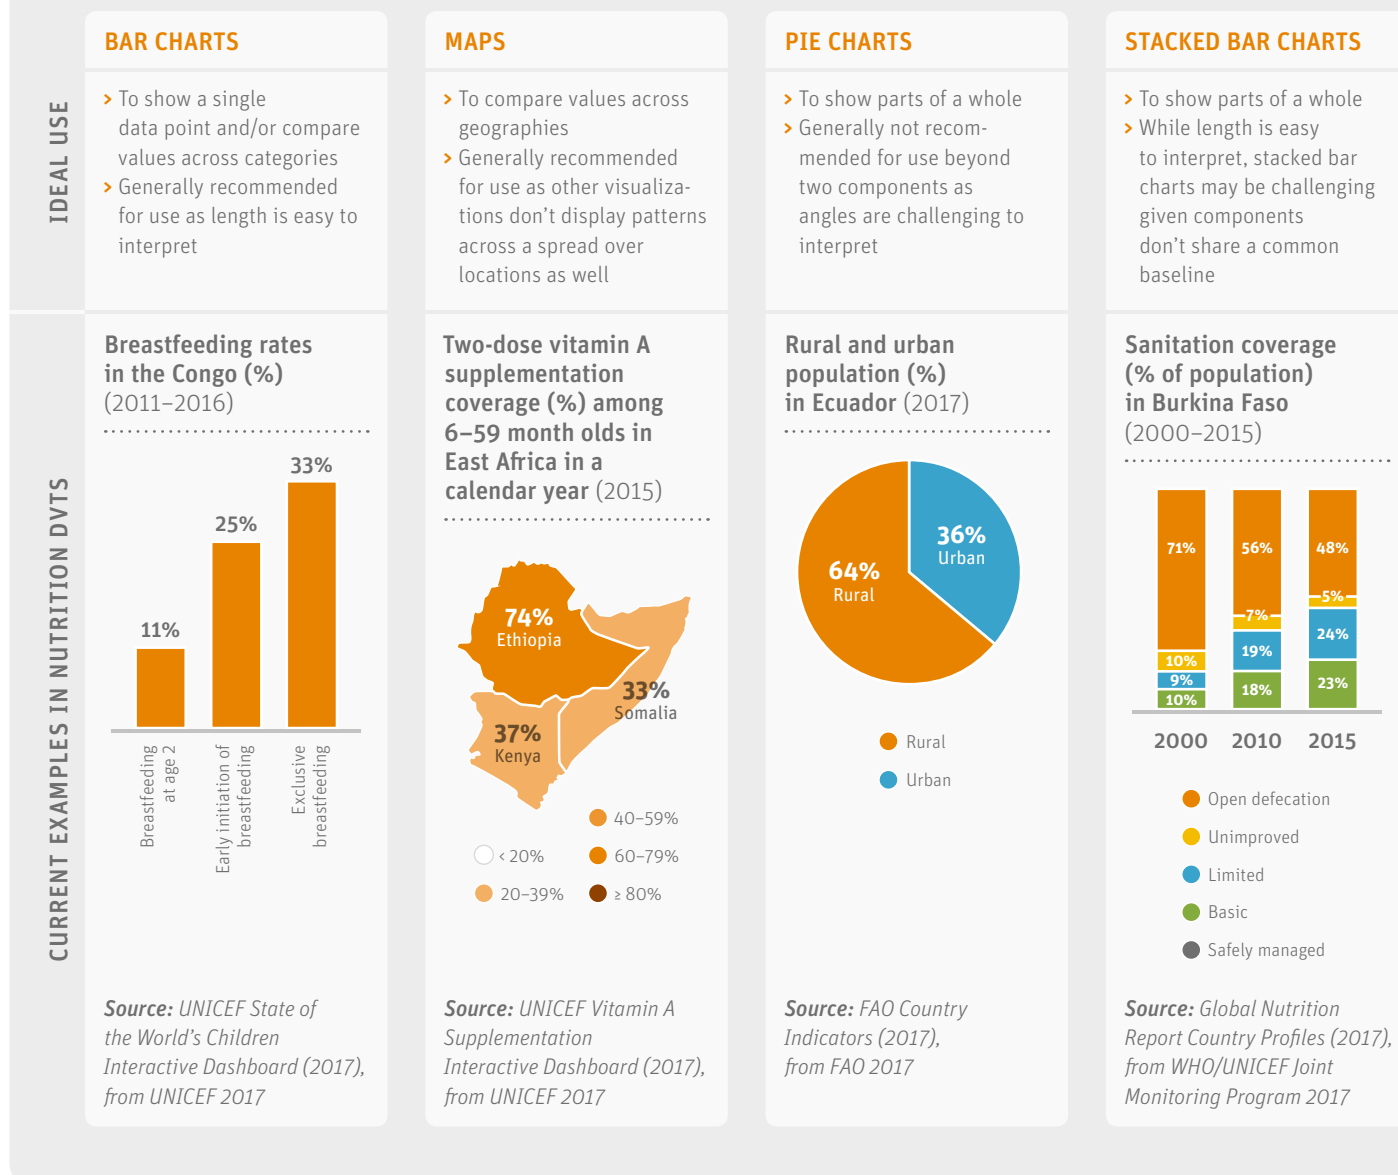 BAR CHARTS
MAPS
PIE CHARTS
STACKED BAR CHARTS
IDEAL USE
> To show a single
data point and/or compare
values across categories
> Generally recommended
for use as length is easy to
interpret
> To compare values across
geographies
> Generally recommended
for use as other visualiza-
tions don’t display patterns
across a spread over
locations as well
> To show parts of a whole
> Generally not recom-
mended for use beyond
two components as
angles are challenging to
interpret
> To show parts of a whole
> While length is easy
to interpret, stacked bar
charts may be challenging
given components
don’t share a common
baseline
CURRENT EXAMPLES IN NUTRITION DVTS
Breastfeeding rates
in the Congo (%)
(2011–2016)
11%
25%
33%
Breastfeeding
at age 2
Early initiation of
breastfeeding
Exclusive
breastfeeding
Source: UNICEF State of
the World’s Children
Interactive Dashboard (2017),
from UNICEF 2017
Two-dose vitamin A
supplementation
coverage (%) among
6–59 month olds in
East Africa in a
calendar year (2015)
74%
Ethiopia
33%
Somalia
37%
Kenya
< 20%
20–39%
40–59%
60–79%
≥ 80%
Source: UNICEF Vitamin A
Supplementation
Interactive Dashboard (2017),
from UNICEF 2017
Rural and urban
population (%)
in Ecuador (2017)
36%
Urban
64%
Rural
Rural
Urban
Source: FAO Country
Indicators (2017),
from FAO 2017
Sanitation coverage
(% of population)
in Burkina Faso
(2000–2015)
71%
10%
9%
10%
56%
7%
19%
18%
48%
5%
24%
23%
2000
2010
2015
Open defecation
Unimproved
Limited
Basic
Safely managed
Source: Global Nutrition
Report Country Profiles (2017),
from WHO/UNICEF Joint
Monitoring Program 2017